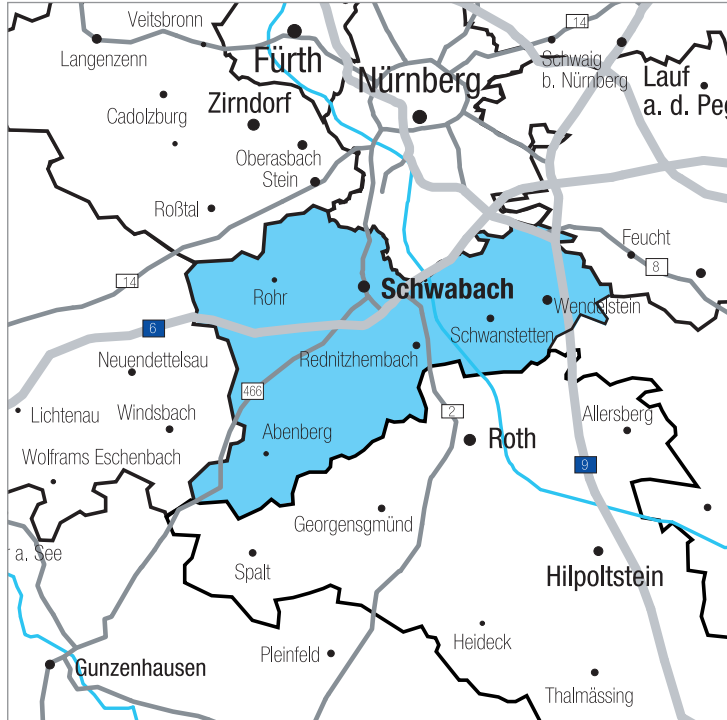 Veitsbronn
14
Langenzenn
Fürth
Schwaig
b. Nürnberg
Nürnberg
Lauf
a. d. Peg
Cadolzburg
Zirndorf
Oberasbach
Stein
Roßtal
Feucht
8
14
Rohr
Schwabach
Wendelstein
6
Schwanstetten
Rednitzhembach
Neuendettelsau
466
Lichtenau
Windsbach
2
Allersberg
Roth
Abenberg
Wolframs Eschenbach
9
Georgensgmünd
r a. See
Spalt
Hilpoltstein
Heideck
Pleinfeld
Gunzenhausen
Thalmässing